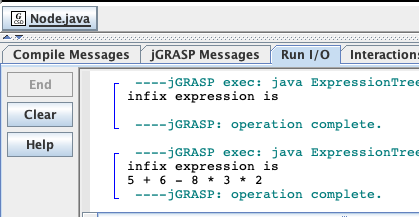 Node.java
Compile Messages jGRASP Messages Run I/O Interactions
End
Clear
Help
----jGRASP exec: java ExpressionTree
infix expression is
----jGRASP: operation complete.
----jGRASP exec: java ExpressionTree
infix expression is
5 + 6 - 8 * 3 * 2
----jGRASP: operation complete.